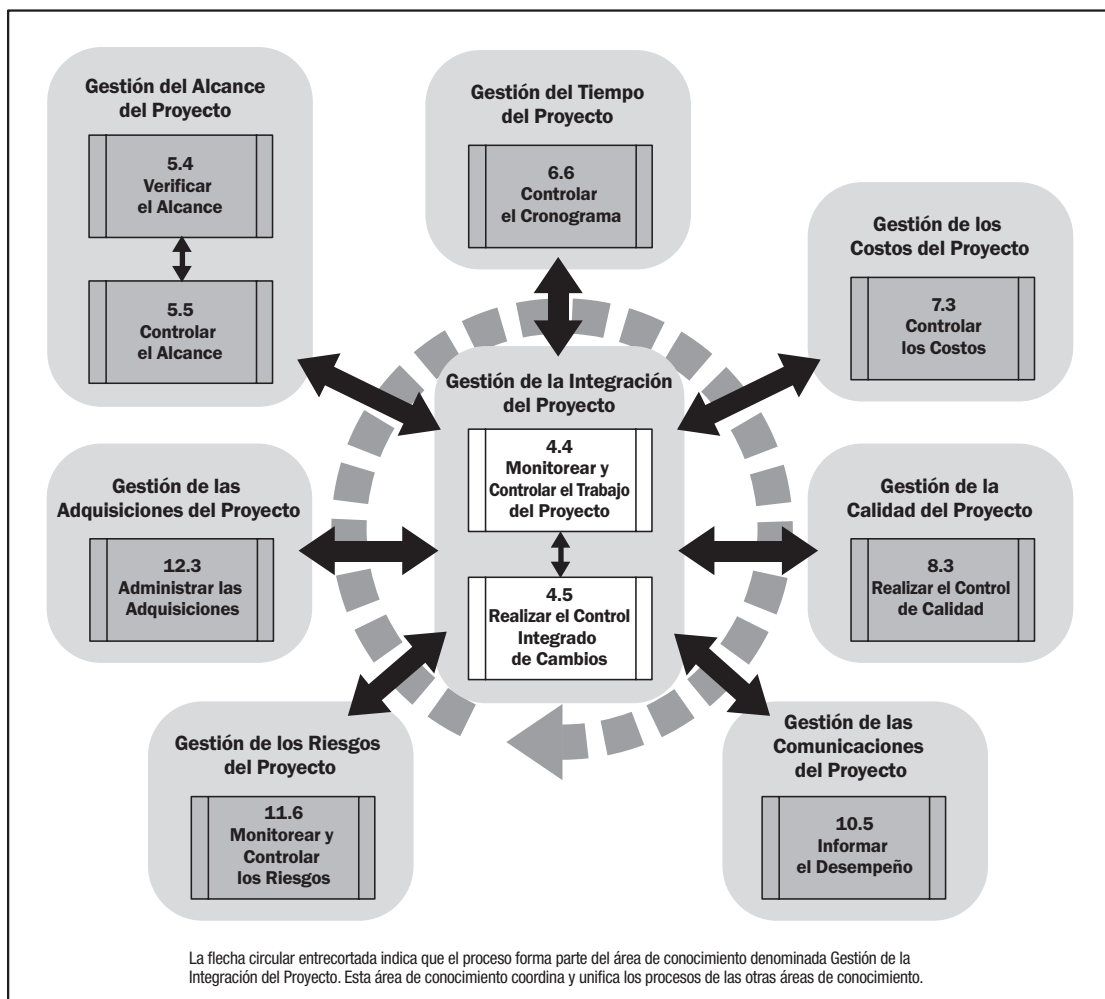 Gestión del Alcance
del Proyecto
5.4
Verificar
el Alcance
5.5
Controlar
el Alcance
Gestión del Tiempo
del Proyecto
6.6
Controlar
el Cronograma
Gestión de los
Costos del Proyecto
7.3
Controlar
los Costos
Gestión de la Integración
del Proyecto
4.4
Monitorear y
Controlar el Trabajo
del Proyecto
4.5
Realizar el Control
Integrado
de Cambios
Gestión de las
Adquisiciones del Proyecto
12.3
Administrar las
Adquisiciones
Gestión de la
Calidad del Proyecto
8.3
Realizar el Control
de Calidad
Gestión de los Riesgos
del Proyecto
11.6
Monitorear y
Controlar
los Riesgos
Gestión de las
Comunicaciones
del Proyecto
10.5
Informar
el Desempeño
La flecha circular entrecortada indica que el proceso forma parte del área de conocimiento denominada Gestión de la
Integración del Proyecto. Esta área de conocimiento coordina y unifica los procesos de las otras áreas de conocimiento.